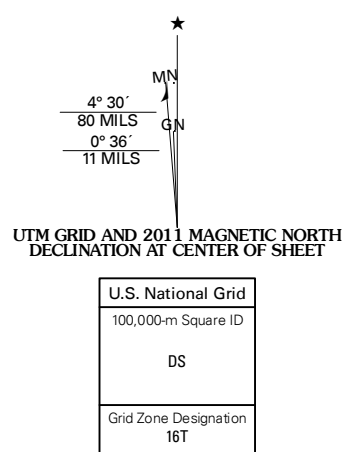 ★
MN
4° 30´
80 MILS
GN
0° 36´
11 MILS
UTM GRID AND 2011 MAGNETIC NORTH
DECLINATION AT CENTER OF SHEET
U.S. National Grid
100,000-m Square ID
DS
Grid Zone Designation
16T